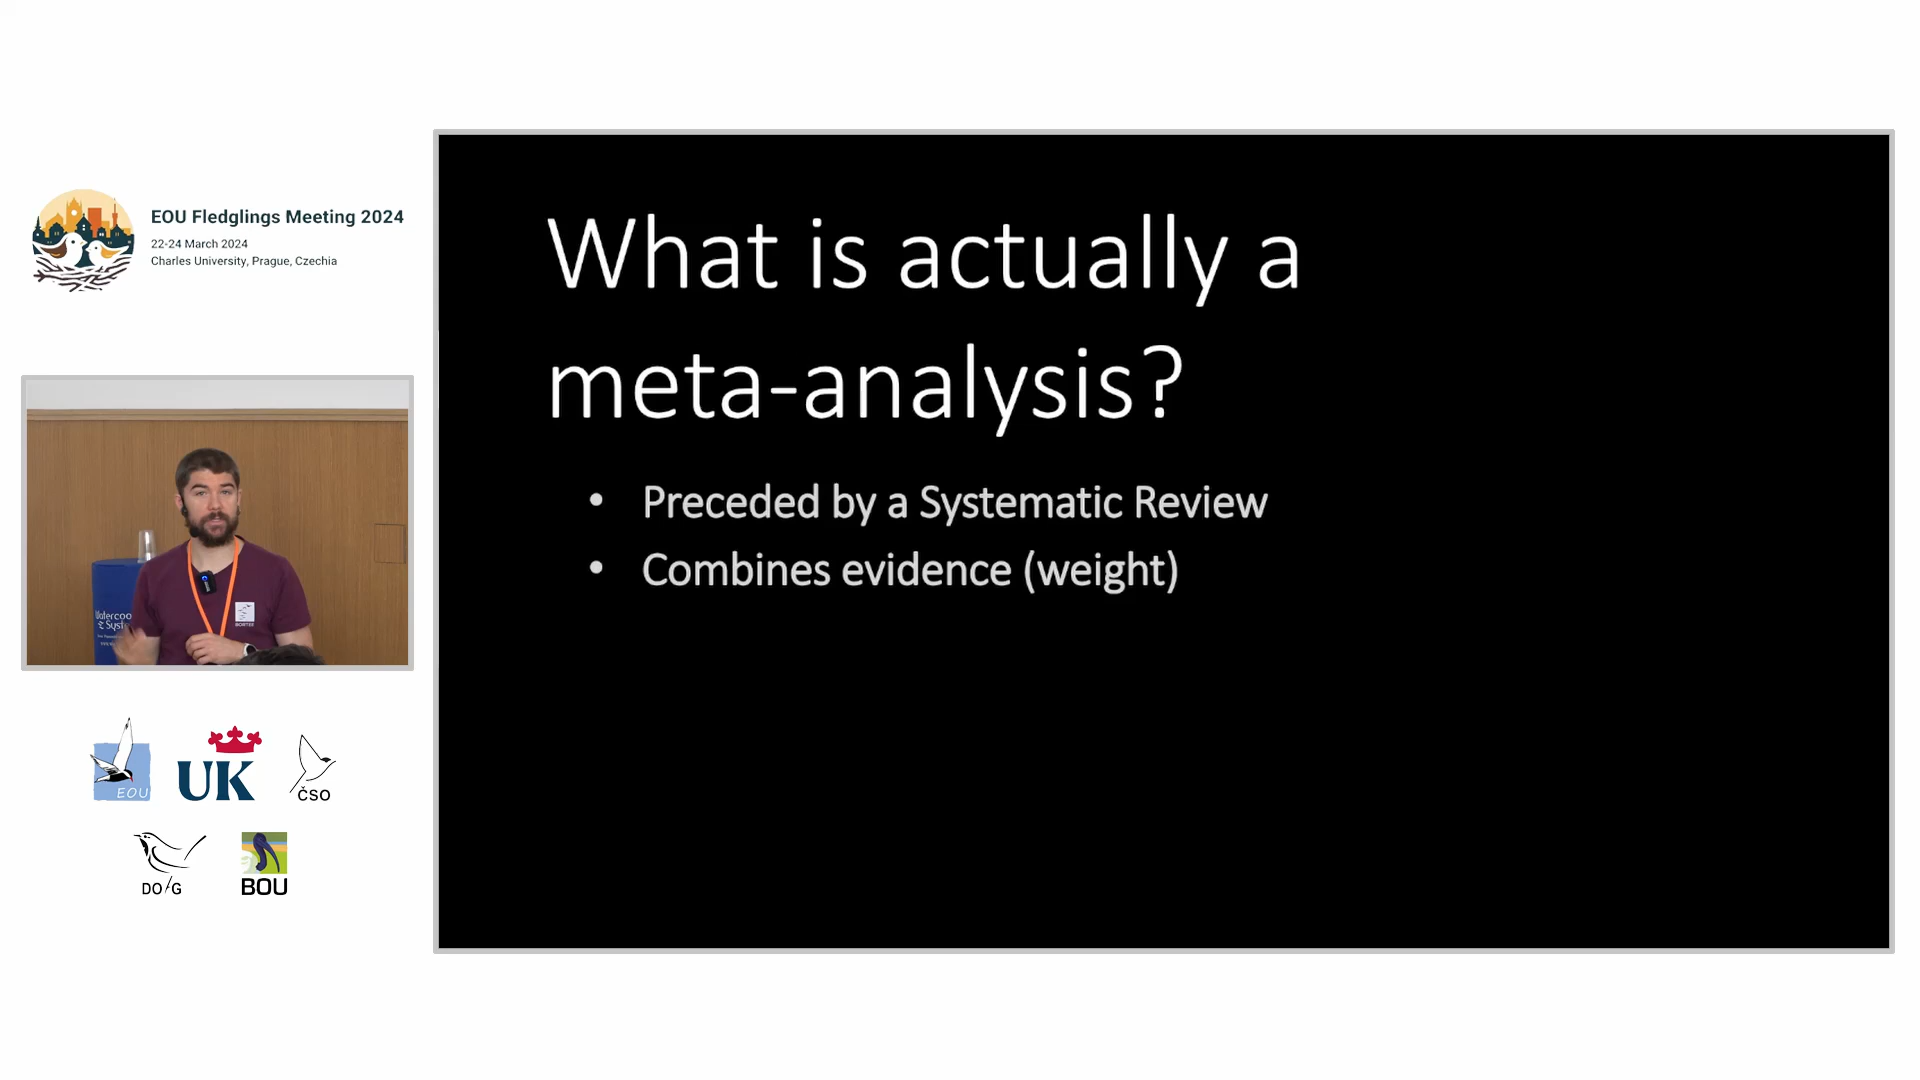 EOU Fledglings Meeting 2024
22-24 March 2024
Charles University, Prague, Czechia
What is actually a
meta-analysis?
• Preceded by a Systematic Review
• Combines evidence (weight)
EOU
UK
ČSO
DO/G
BOU